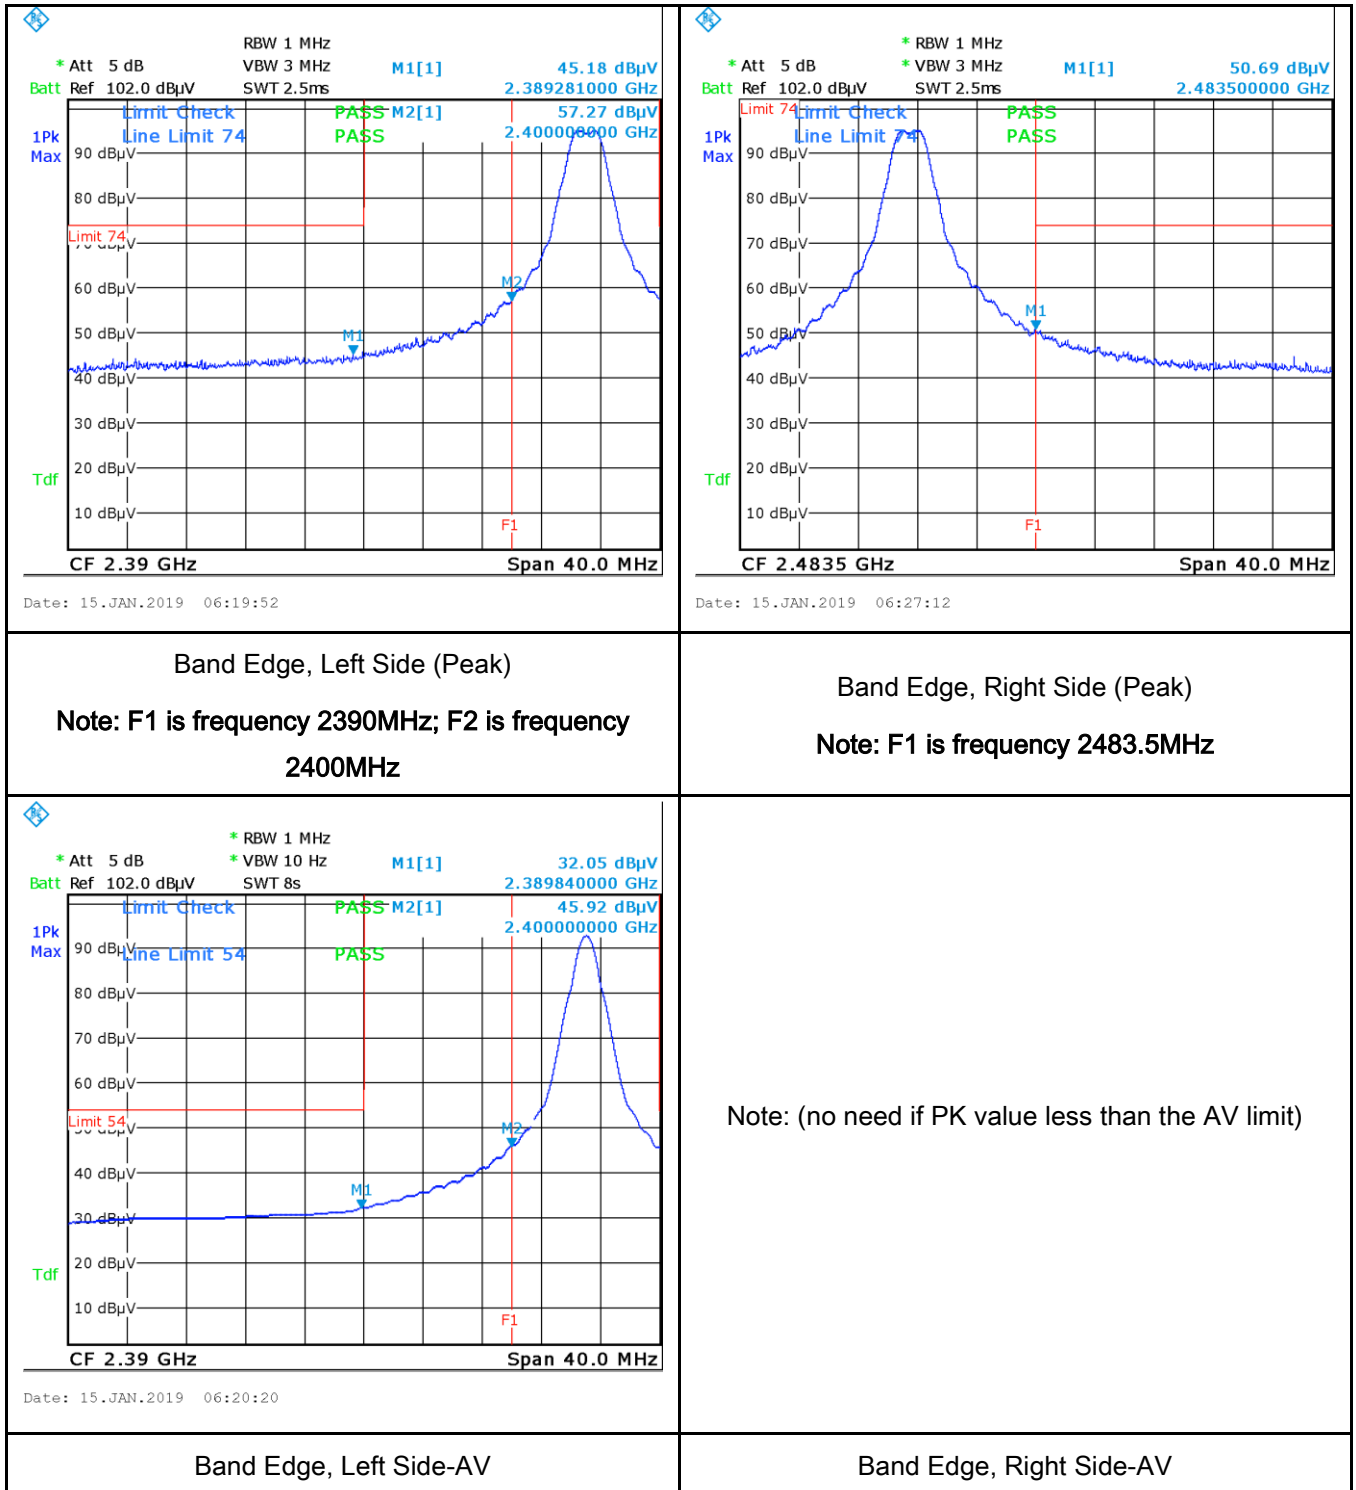 RBW 1 MHz
* Att 5 dB VBW 3 MHz M1[1] 45.18 dBµV
Batt Ref 102.0 dBµV SWT 2.5ms 2.389281000 GHz
Limit Check PASS M2[1] 57.27 dBµV
1Pk Line Limit 74 PASS 2.400000000 GHz
Max 90 dBµV
80 dBµV
Limit 74
70 dBµV
M2
60 dBµV
M1
50 dBµV
40 dBµV
30 dBµV
20 dBµV
Tdf
10 dBµV
F1
CF 2.39 GHz Span 40.0 MHz
Date: 15.JAN.2019 06:19:52
* RBW 1 MHz
* Att 5 dB * VBW 3 MHz M1[1] 50.69 dBµV
Batt Ref 102.0 dBµV SWT 2.5ms 2.483500000 GHz
Limit 74 Limit Check PASS
1Pk Line Limit 74 PASS
Max 90 dBµV
80 dBµV
70 dBµV
60 dBµV
M1
50 dBµV
40 dBµV
30 dBµV
20 dBµV
Tdf
10 dBµV
F1
CF 2.4835 GHz Span 40.0 MHz
Date: 15.JAN.2019 06:27:12
Band Edge, Left Side (Peak)
Note: F1 is frequency 2390MHz; F2 is frequency
2400MHz
Band Edge, Right Side (Peak)
Note: F1 is frequency 2483.5MHz
* RBW 1 MHz
* Att 5 dB * VBW 10 Hz M1[1] 32.05 dBµV
Batt Ref 102.0 dBµV SWT 8s 2.389840000 GHz
Limit Check PASS M2[1] 45.92 dBµV
1Pk 2.400000000 GHz
Max 90 dBµV Line Limit 54 PASS
80 dBµV
70 dBµV
60 dBµV
Limit 54
50 dBµV
M2
40 dBµV
M1
30 dBµV
20 dBµV
Tdf
10 dBµV
F1
CF 2.39 GHz Span 40.0 MHz
Date: 15.JAN.2019 06:20:20
Note: (no need if PK value less than the AV limit)
Band Edge, Left Side-AV
Band Edge, Right Side-AV